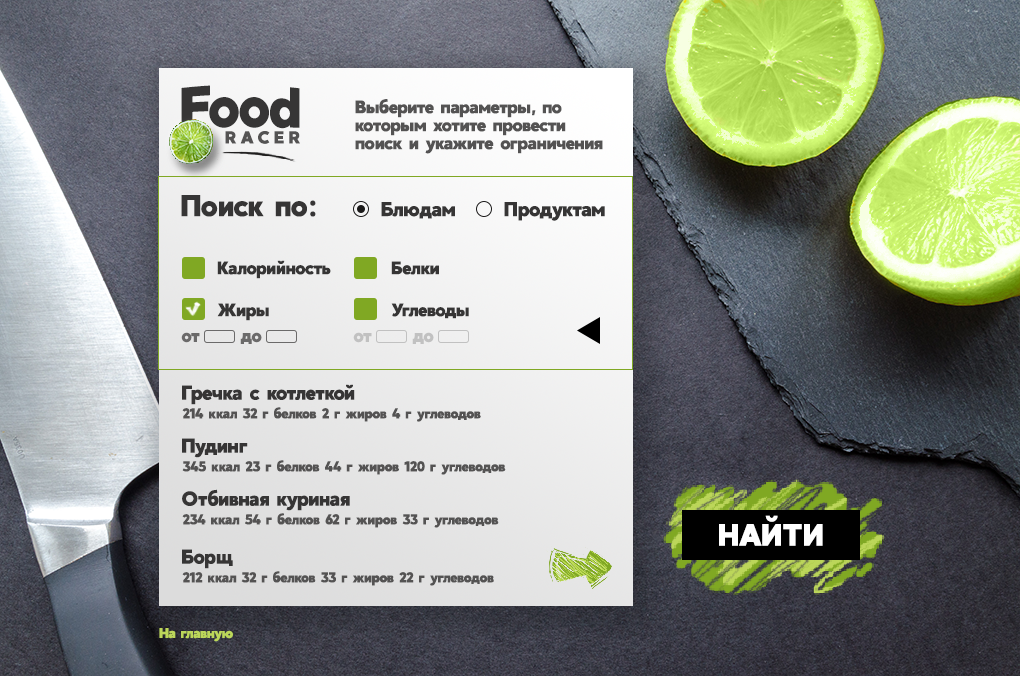 Food
RACER
Выберите параметры, по
которым хотите провести
поиск и укажите ограничения
Поиск по: Блюдам Продуктам
Калорийность Белки
Жиры Углеводы
от до от до
Гречка с котлеткой
214 ккал 32 г белков 2 г жиров 4 г углеводов
Пудинг
345 ккал 23 г белков 44 г жиров 120 г углеводов
Отбивная куриная
234 ккал 54 г белков 62 г жиров 33 г углеводов
Борщ
212 ккал 32 г белков 33 г жиров 22 г углеводов
НАЙТИ
На главную